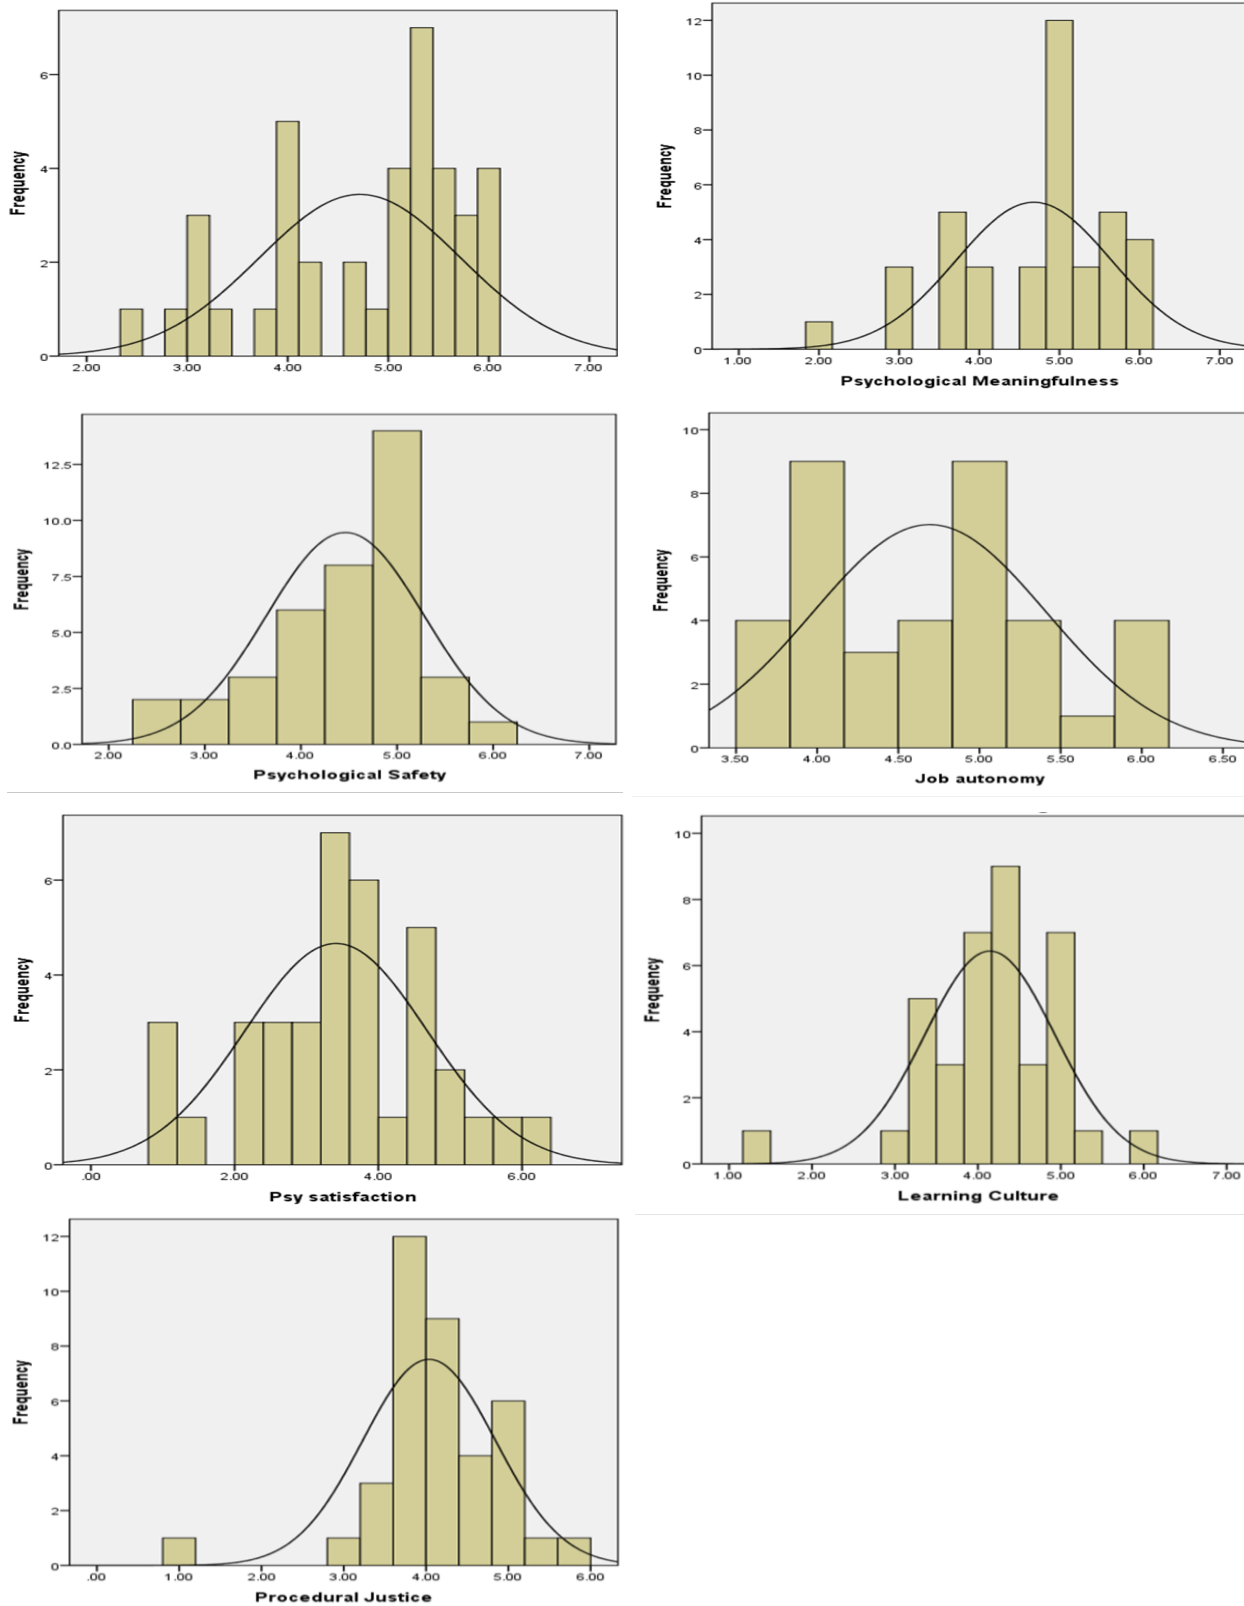 Frequency
6
4
2
0
2.00 3.00 4.00 5.00 6.00 7.00
Frequency
12
10
8
6
4
2
0
1.00 2.00 3.00 4.00 5.00 6.00 7.00
Psychological Meaningfulness
Frequency
12.5
10.0
7.5
5.0
2.5
0.0
2.00 3.00 4.00 5.00 6.00 7.00
Psychological Safety
Frequency
10
8
6
4
2
0
3.50 4.00 4.50 5.00 5.50 6.00 6.50
Job autonomy
Frequency
6
4
2
0
.00 2.00 4.00 6.00
Psy satisfaction
Frequency
10
8
6
4
2
0
1.00 2.00 3.00 4.00 5.00 6.00 7.00
Learning Culture
Frequency
12
10
8
6
4
2
0
.00 1.00 2.00 3.00 4.00 5.00 6.00
Procedural Justice